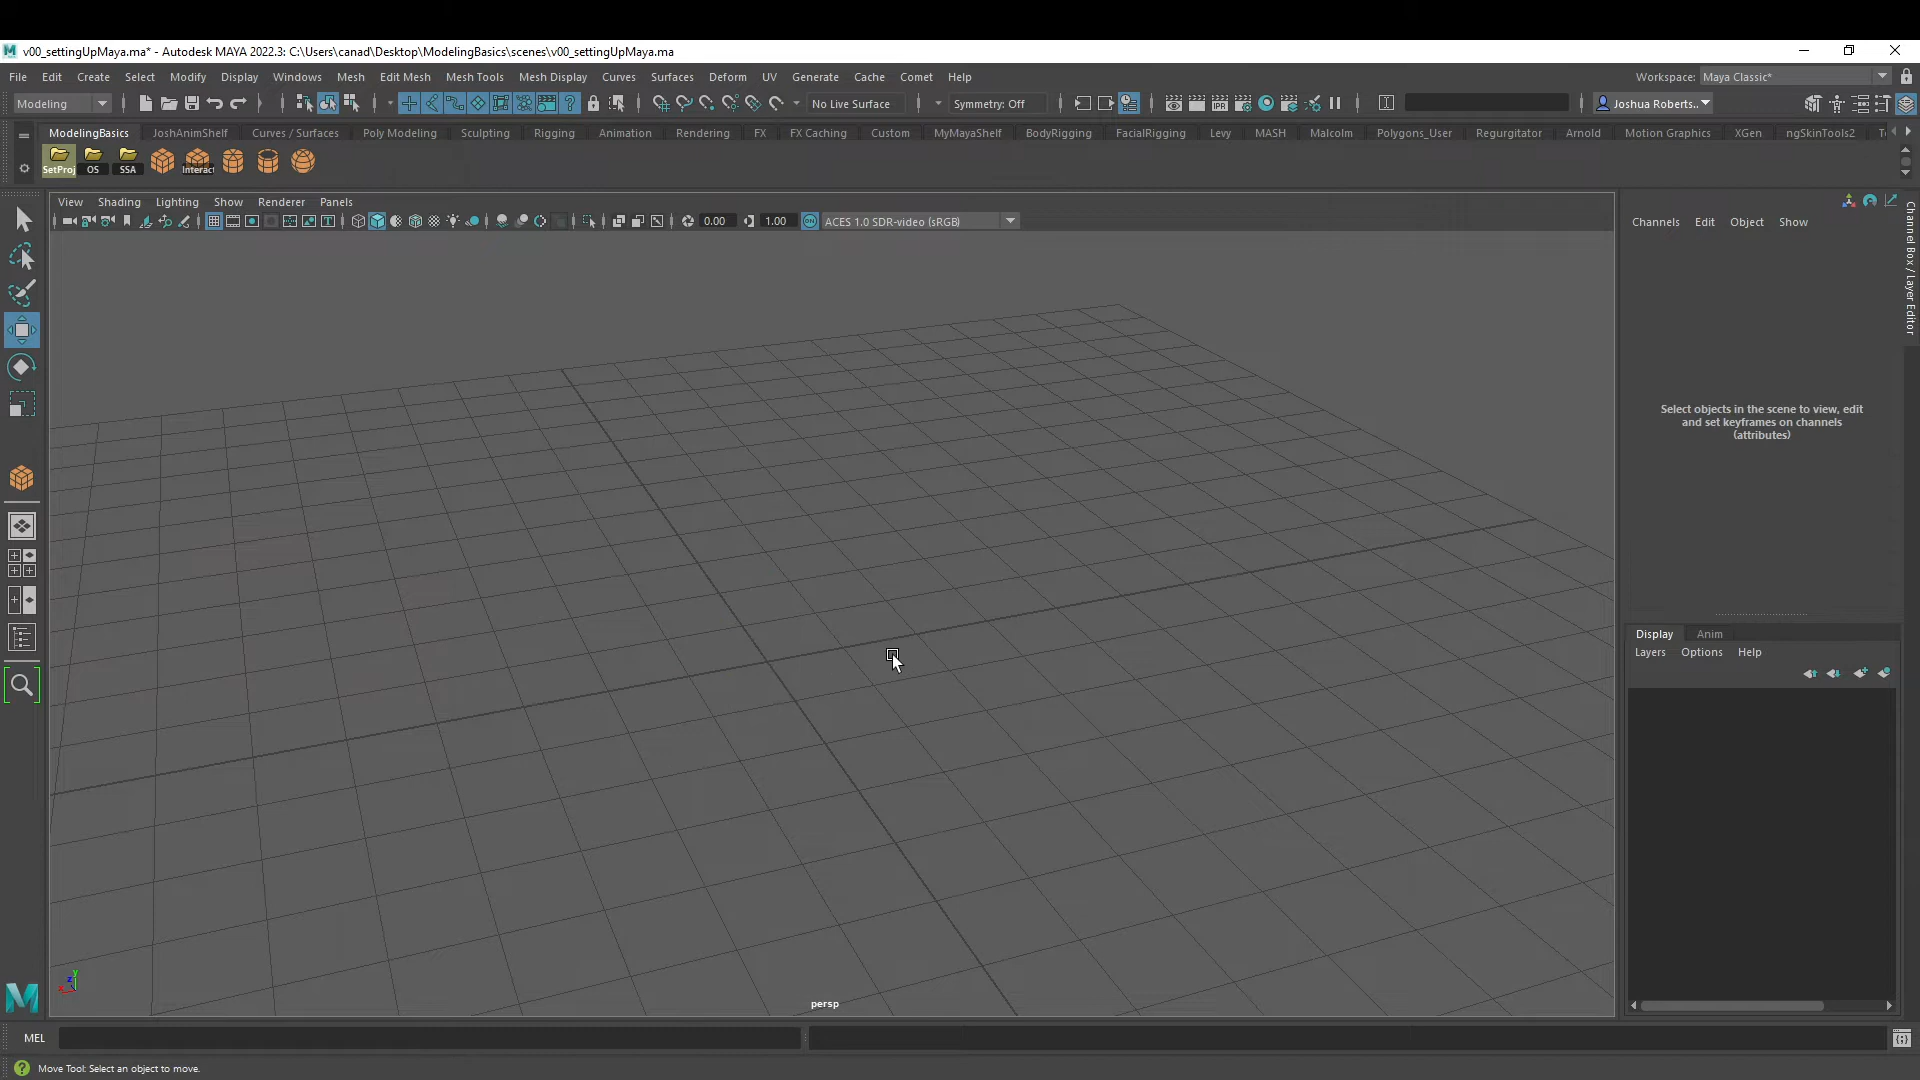 v00_settingUpMaya.ma* - Autodesk MAYA 2022.3: C:\Users\canad\Desktop\ModelingBasics\scenes\v00_settingUpMaya.ma
File Edit Create Select Modify Display Windows Mesh Edit Mesh Mesh Tools Mesh Display Curves Surfaces Deform UV Generate Cache Comet Help Workspace: Maya Classic*
Modeling No Live Surface Symmetry: Off IPR Joshua Roberts..
ModelingBasics JoshAnimShelf Curves / Surfaces Poly Modeling Sculpting Rigging Animation Rendering FX FX Caching Custom MyMayaShelf BodyRigging FacialRigging Levy MASH Malcolm Polygons_User Regurgitator Arnold Motion Graphics XGen ngSkinTools2
SetProj OS SSA Interact
View Shading Lighting Show Renderer Panels
0.00 1.00 ON ACES 1.0 SDR-video (sRGB)
Channels Edit Object Show
Channel Box / Layer Editor
Select objects in the scene to view, edit
and set keyframes on channels
(attributes)
Display Anim
Layers Options Help
y
z
x
persp
MEL
Move Tool: Select an object to move.